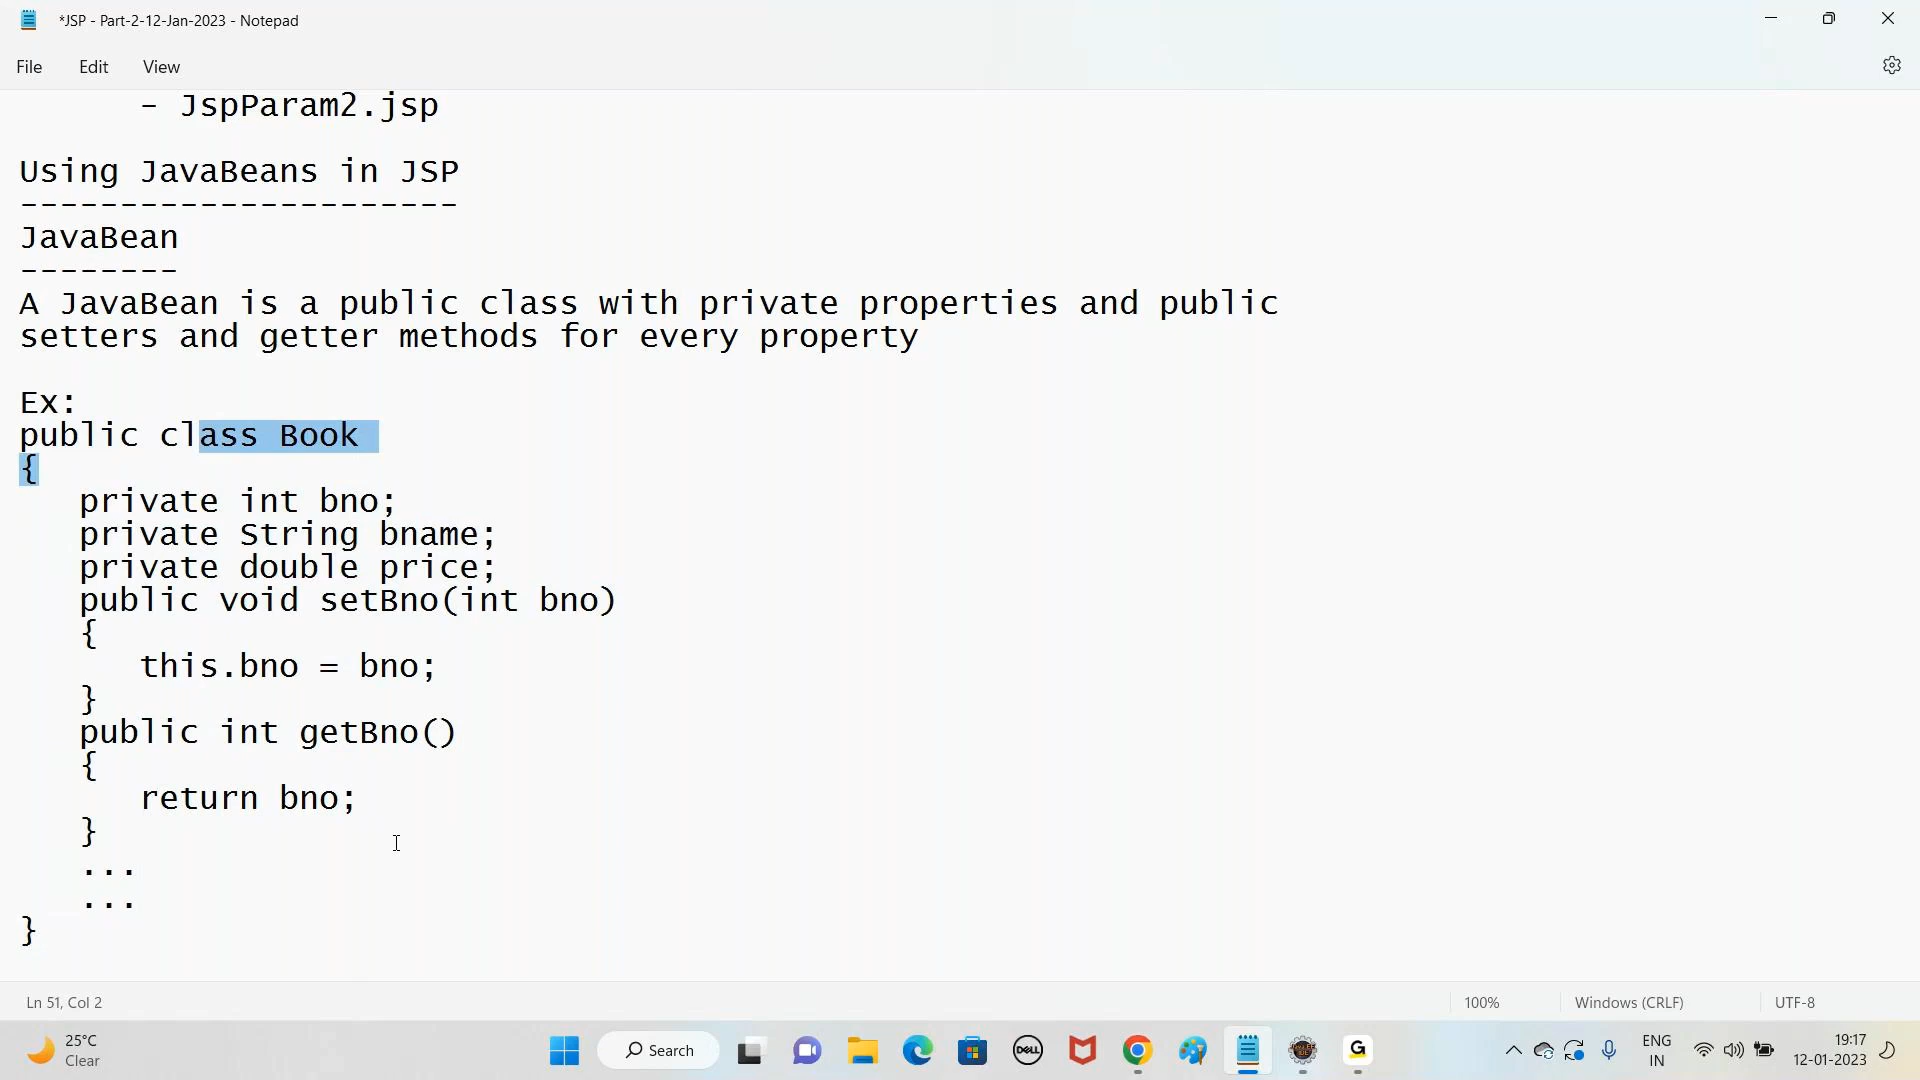 *JSP - Part-2-12-Jan-2023 - Notepad
File Edit View
- JspParam2.jsp
Using JavaBeans in JSP
----------------------
JavaBean
--------
A JavaBean is a public class with private properties and public
setters and getter methods for every property
Ex:
public class Book
{
private int bno;
private String bname;
private double price;
public void setBno(int bno)
{
this.bno = bno;
}
public int getBno()
{
return bno;
}
...
...
}
Ln 51, Col 2 100% Windows (CRLF) UTF-8
25°C
Clear
Search
DELL
G
ENG
IN
19:17
12-01-2023